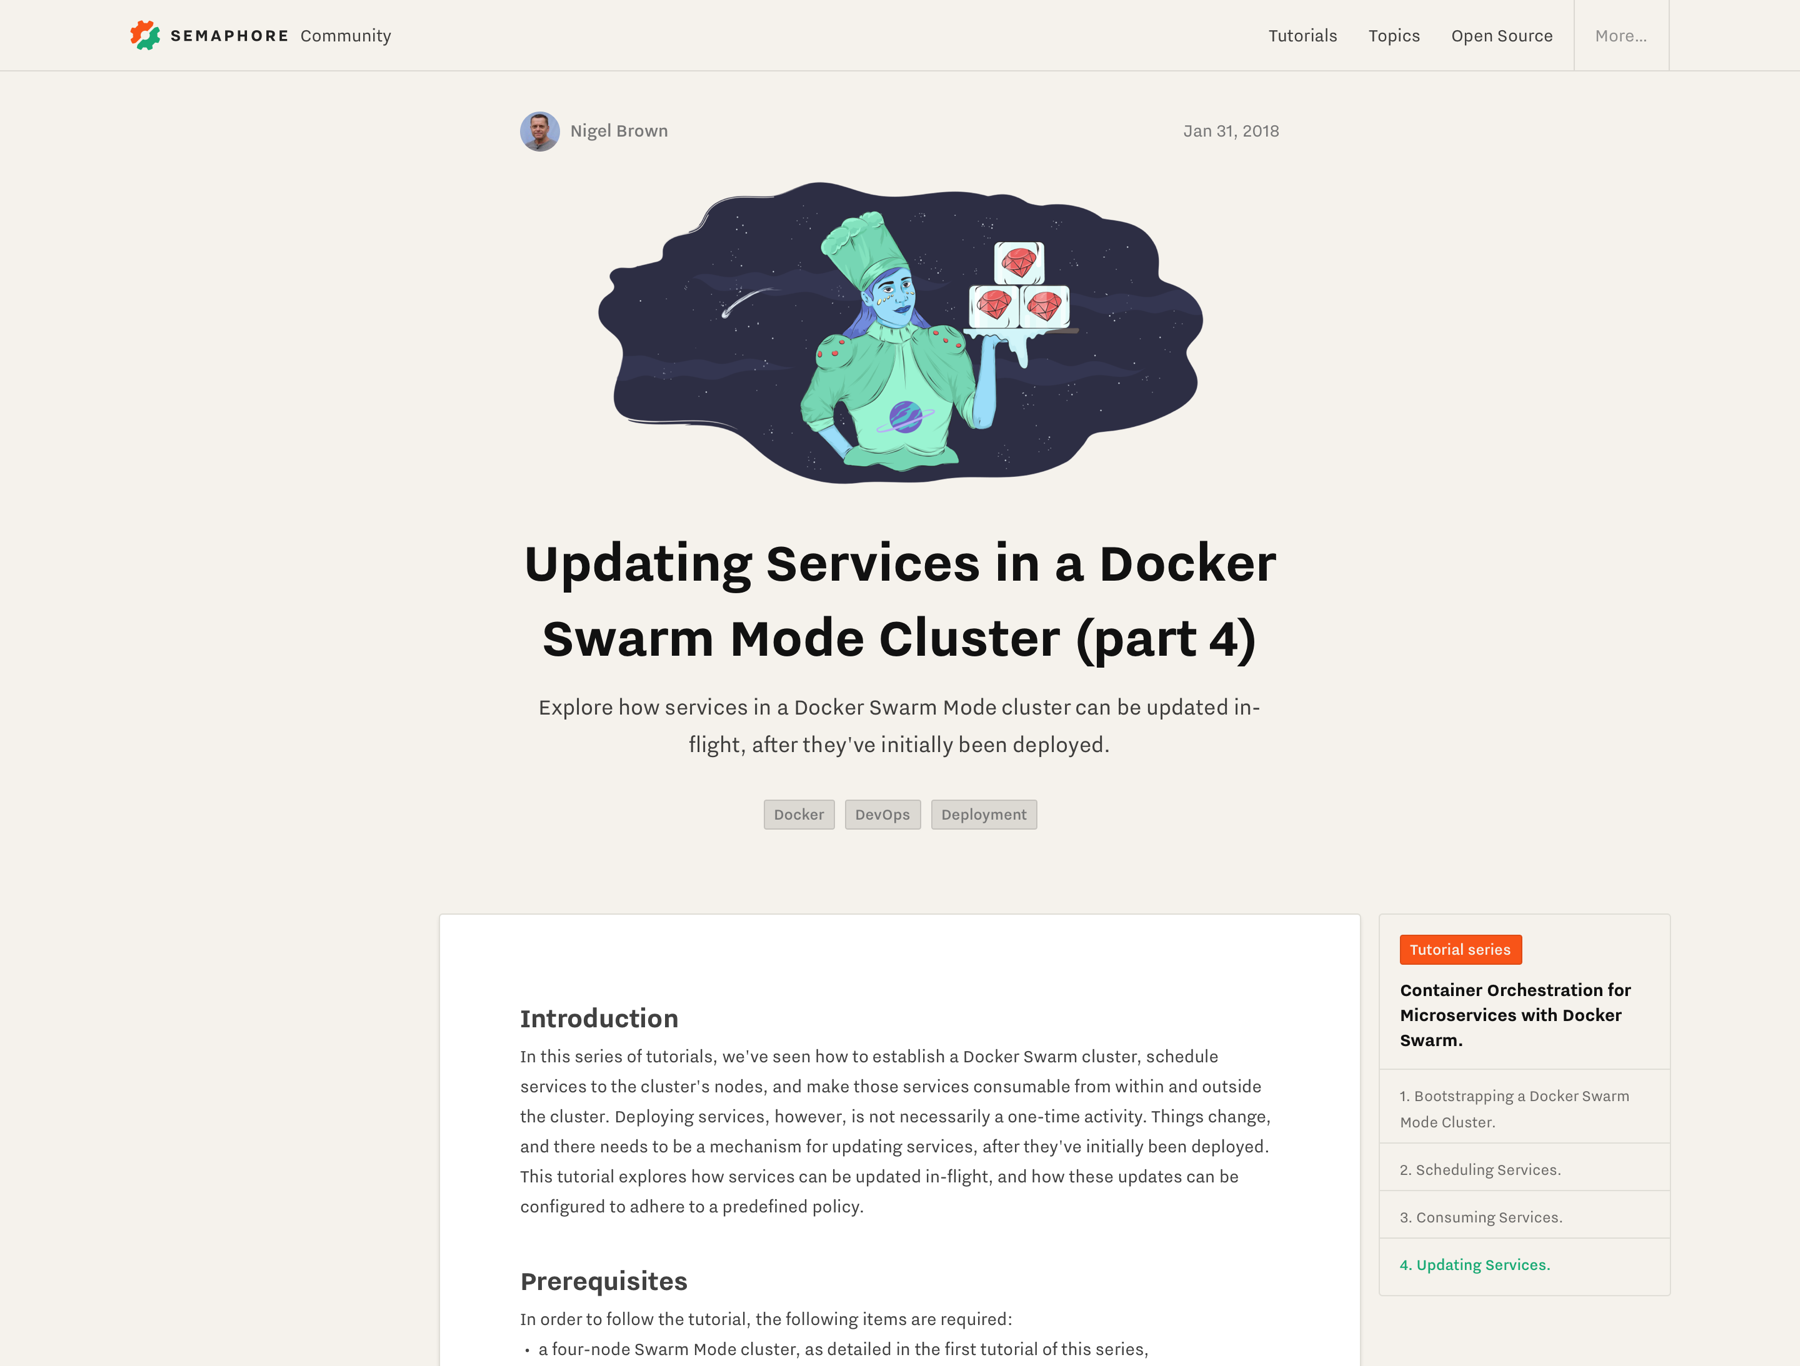 SEMAPHORE Community
Tutorials Topics Open Source More...
Nigel Brown
Jan 31, 2018
Updating Services in a Docker
Swarm Mode Cluster (part 4)
Explore how services in a Docker Swarm Mode cluster can be updated in-
flight, after they've initially been deployed.
Docker DevOps Deployment
Introduction
In this series of tutorials, we've seen how to establish a Docker Swarm cluster, schedule
services to the cluster's nodes, and make those services consumable from within and outside
the cluster. Deploying services, however, is not necessarily a one-time activity. Things change,
and there needs to be a mechanism for updating services, after they've initially been deployed.
This tutorial explores how services can be updated in-flight, and how these updates can be
configured to adhere to a predefined policy.
Prerequisites
In order to follow the tutorial, the following items are required:
• a four-node Swarm Mode cluster, as detailed in the first tutorial of this series,
Tutorial series
Container Orchestration for
Microservices with Docker
Swarm.
1. Bootstrapping a Docker Swarm
Mode Cluster.
2. Scheduling Services.
3. Consuming Services.
4. Updating Services.